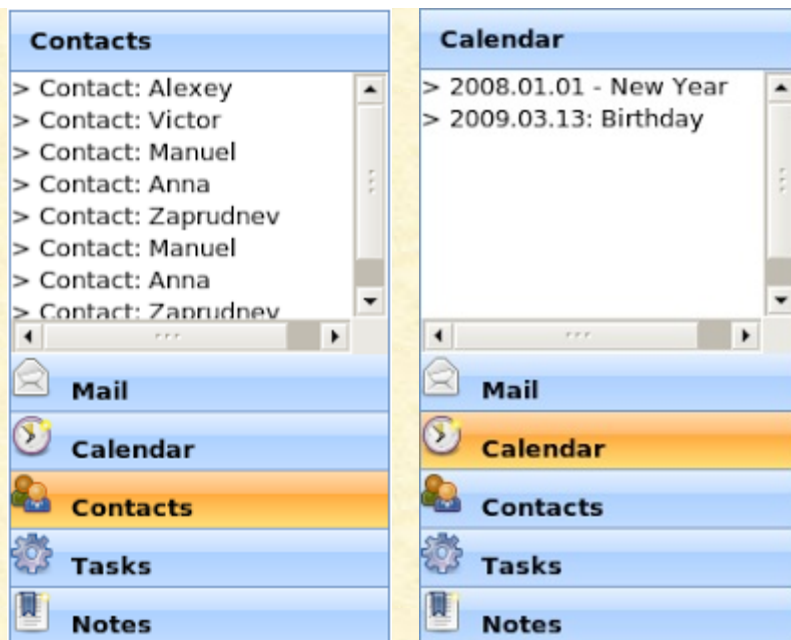 Contacts
> Contact: Alexey
> Contact: Victor
> Contact: Manuel
> Contact: Anna
> Contact: Zaprudnev
> Contact: Manuel
> Contact: Anna
> Contact: Zaprudnev
Mail
Calendar
Contacts
Tasks
Notes
Calendar
> 2008.01.01 - New Year
> 2009.03.13: Birthday
Mail
Calendar
Contacts
Tasks
Notes